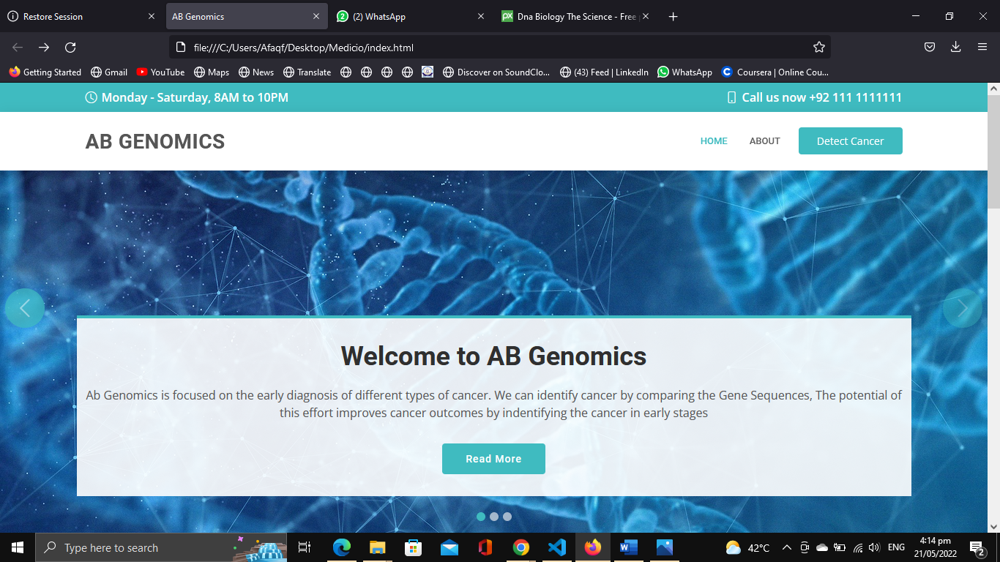 Restore Session
AB Genomics
2 (2) WhatsApp
px Dna Biology The Science - Free p
file:///C:/Users/Afaqf/Desktop/Medicio/index.html
Getting Started Gmail YouTube Maps News Translate Discover on SoundClo... (43) Feed | LinkedIn WhatsApp C Coursera | Online Cou...
Monday - Saturday, 8AM to 10PM
Call us now +92 111 1111111
AB GENOMICS
HOME ABOUT Detect Cancer
Welcome to AB Genomics
Ab Genomics is focused on the early diagnosis of different types of cancer. We can identify cancer by comparing the Gene Sequences, The potential of
this effort improves cancer outcomes by indentifying the cancer in early stages
Read More
Type here to search
42°C
ENG
4:14 pm
21/05/2022
2